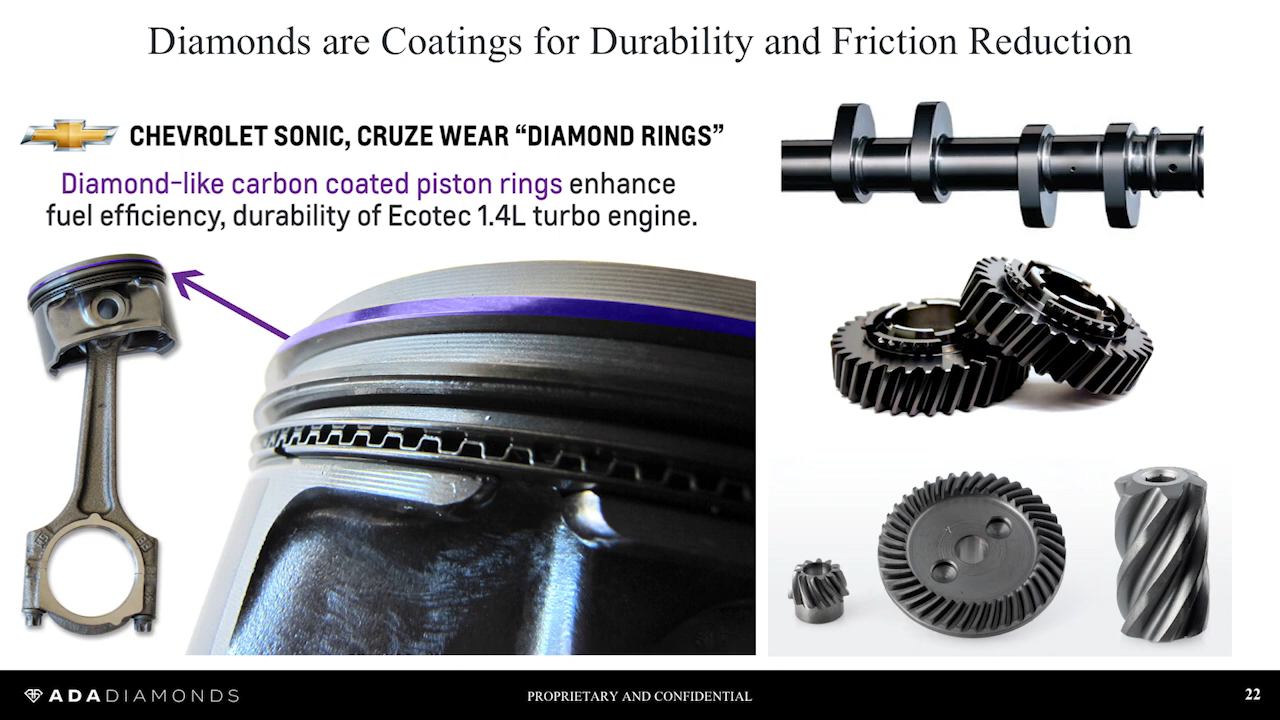 Diamonds are Coatings for Durability and Friction Reduction
CHEVROLET SONIC, CRUZE WEAR “DIAMOND RINGS”
Diamond-like carbon coated piston rings enhance
fuel efficiency, durability of Ecotec 1.4L turbo engine.
ADADIAMONDS
PROPRIETARY AND CONFIDENTIAL
22